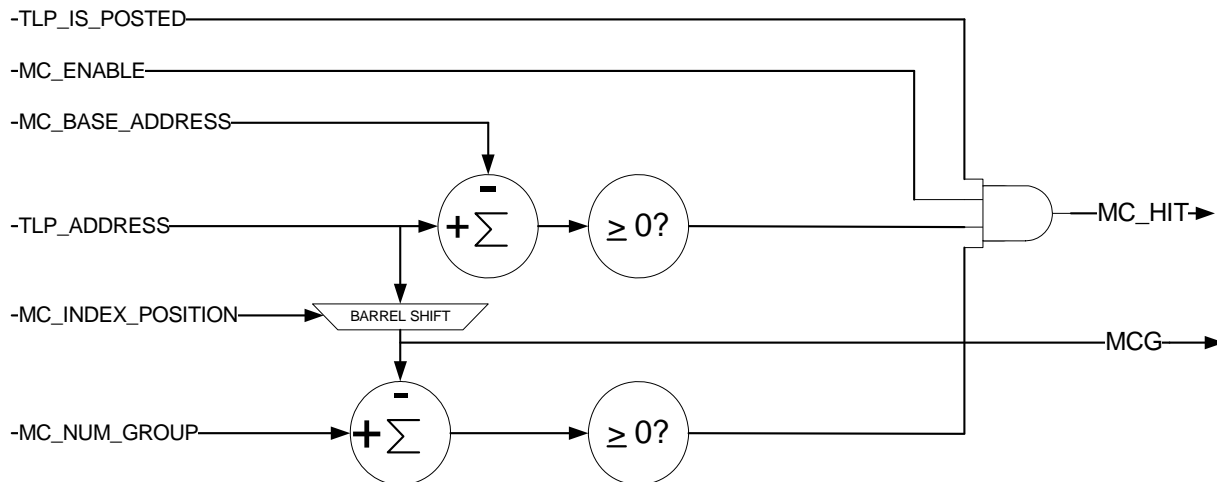 -TLP_IS_POSTED
-MC_ENABLE
-MC_BASE_ADDRESS
-
+Σ
≥ 0?
-TLP_ADDRESS
MC_HIT
-MC_INDEX_POSITION
BARREL SHIFT
MCG
-
+Σ
≥ 0?
-MC_NUM_GROUP